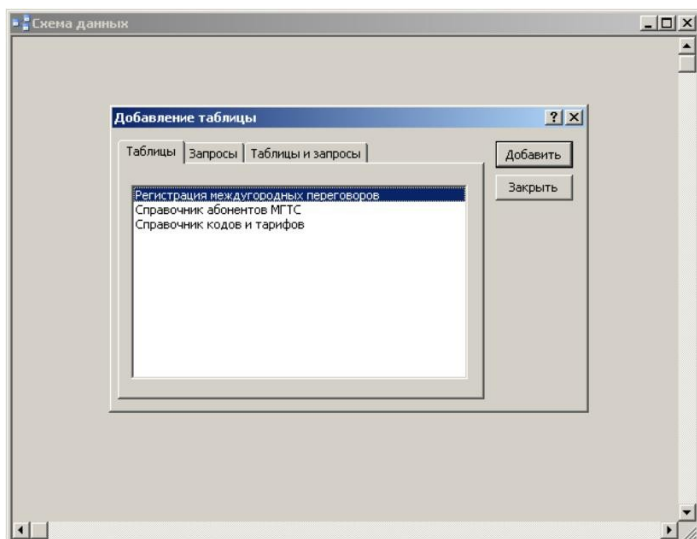 Схема данных
Добавление таблицы
Таблицы Запросы Таблицы и запросы
Добавить
Закрыть
Регистрация междугородных переговоров
Справочник абонентов МГТС
Справочник кодов и тарифов